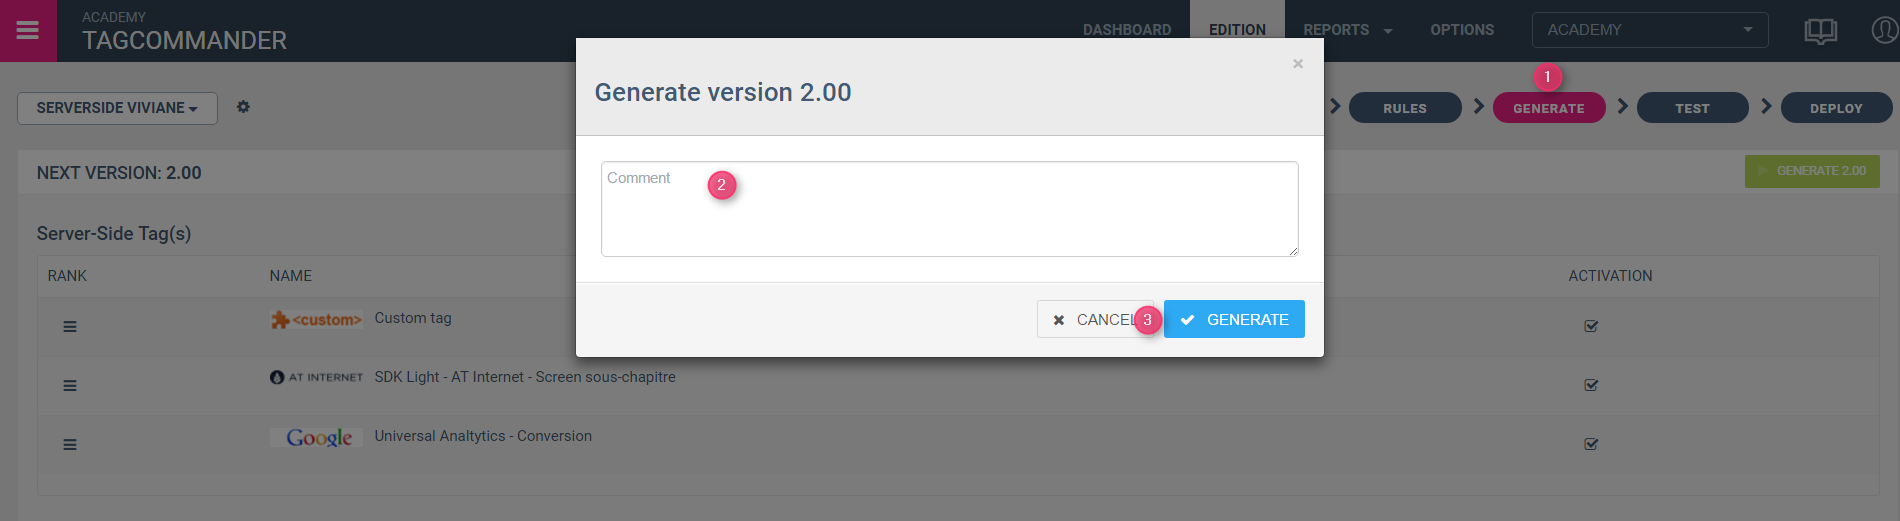 ACADEMY
TAGCOMMANDER
DASHBOARD
EDITION
REPORTS
OPTIONS
ACADEMY
1
SERVERSIDE VIVIANE
RULES
GENERATE
TEST
DEPLOY
Generate version 2.00
×
NEXT VERSION: 2.00
GENERATE 2.00
Comment
2
Server-Side Tag(s)
RANK
NAME
ACTIVATION
CANCEL
3
GENERATE
<custom>
Custom tag
AT INTERNET
SDK Light - AT Internet - Screen sous-chapitre
Google
Universal Analtytics - Conversion